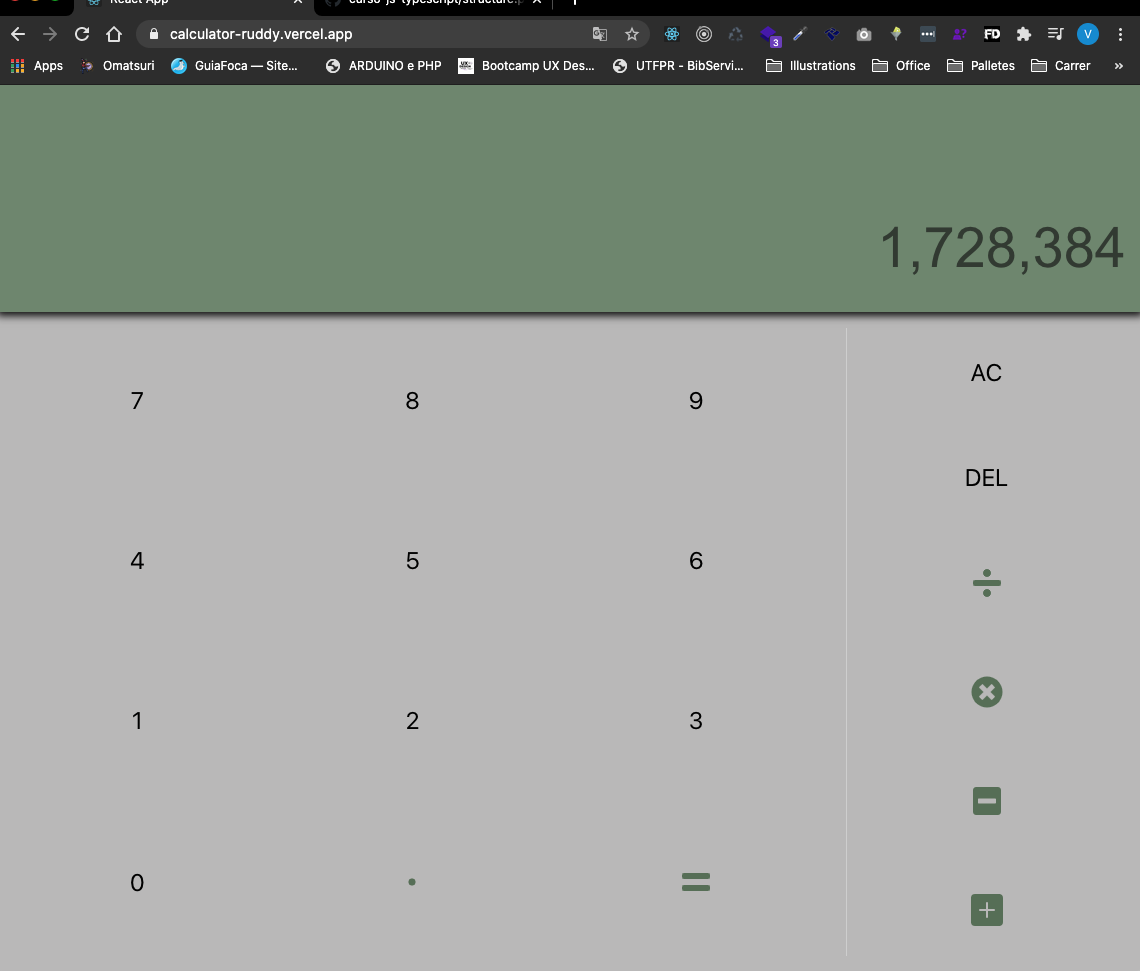 React App
curso-js-typescript/structure.p
calculator-ruddy.vercel.app
3
FD
V
Apps
Omatsuri
GuiaFoca — Site...
ARDUINO e PHP
Bootcamp UX Des...
UTFPR - BibServi...
Illustrations
Office
Palletes
Carrer
»
1,728,384
7 8 9
AC
DEL
4 5 6
÷
1 2 3
0 . =
+